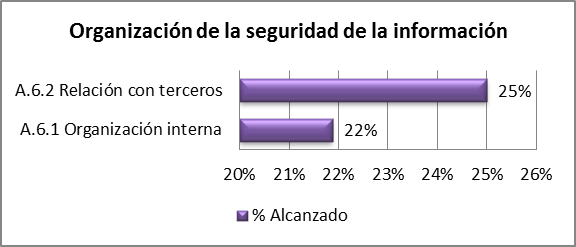 Organización de la seguridad de la información
A.6.2 Relación con terceros 25%
A.6.1 Organización interna 22%
20% 21% 22% 23% 24% 25% 26%
% Alcanzado